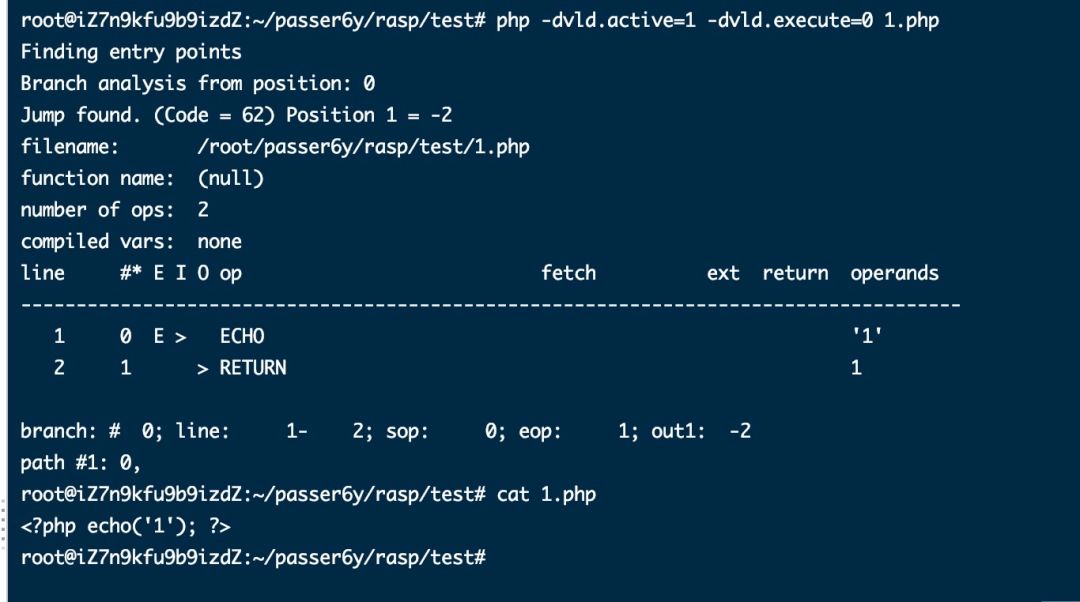 root@iZ7n9kfu9b9izdZ:~/passer6y/rasp/test# php -dvld.active=1 -dvld.execute=0 1.php
Finding entry points
Branch analysis from position: 0
Jump found. (Code = 62) Position 1 = -2
filename:       /root/passer6y/rasp/test/1.php
function name:  (null)
number of ops:  2
compiled vars:  none
line     #* E I O op                           fetch          ext  return  operands
-------------------------------------------------------------------------------------
   1     0  E >   ECHO                                                     '1'
   2     1      > RETURN                                                   1
branch: #  0; line:     1-    2; sop:     0; eop:     1; out1:  -2
path #1: 0,
root@iZ7n9kfu9b9izdZ:~/passer6y/rasp/test# cat 1.php
<?php echo('1'); ?>
root@iZ7n9kfu9b9izdZ:~/passer6y/rasp/test#